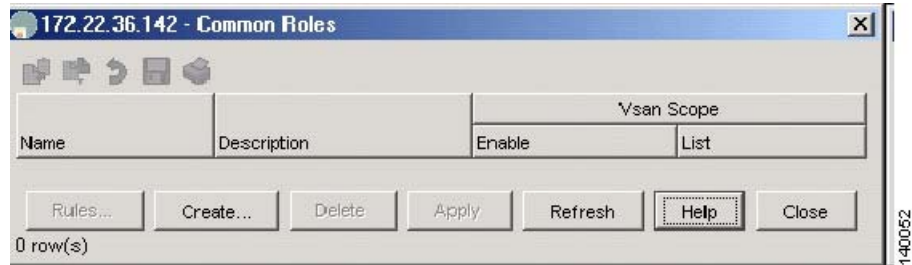 172.22.36.142 - Common Roles
Vsan Scope
Name Description Enable List
Rules... Create... Delete Apply Refresh Help Close
0 row(s)
140052